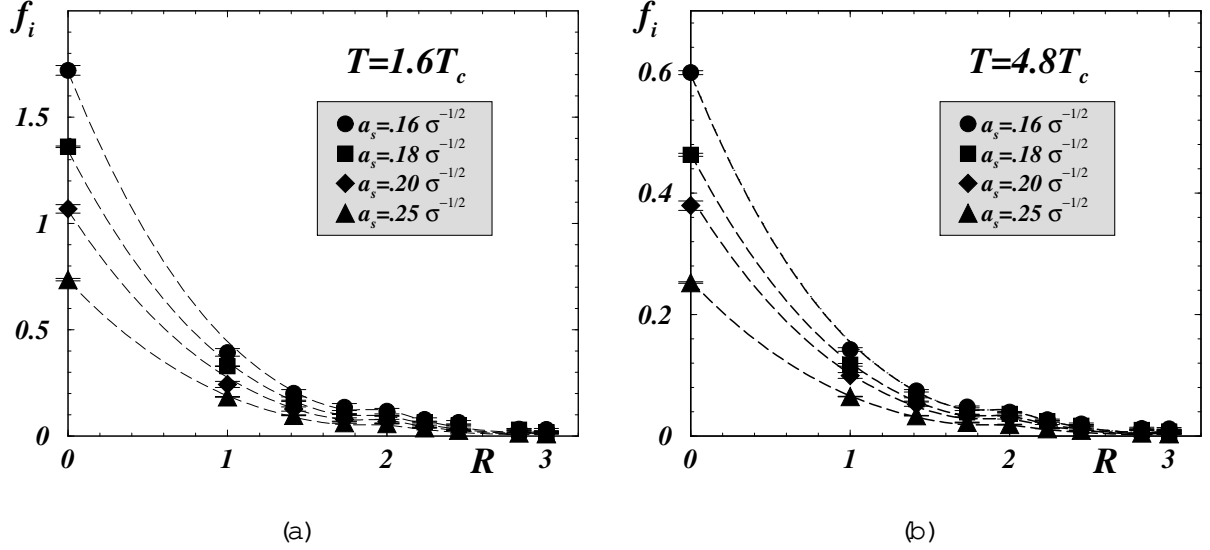 f_i
T=1.6T_c
a_s=.16 σ^{-1/2}
a_s=.18 σ^{-1/2}
a_s=.20 σ^{-1/2}
a_s=.25 σ^{-1/2}
1.5
1
0.5
0
0 1 2 R 3
(a)
f_i
T=4.8T_c
a_s=.16 σ^{-1/2}
a_s=.18 σ^{-1/2}
a_s=.20 σ^{-1/2}
a_s=.25 σ^{-1/2}
0.6
0.4
0.2
0
0 1 2 R 3
(b)